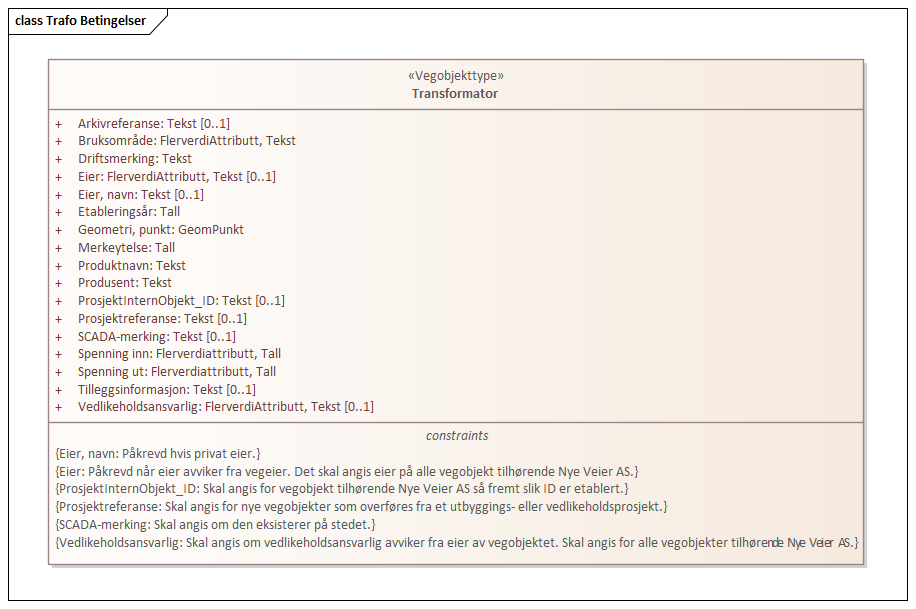 class Trafo Betingelser
«Vegobjekttype»
Transformator
+ Arkivreferanse: Tekst [0..1]
+ Bruksområde: FlerverdiAttributt, Tekst
+ Driftsmerking: Tekst
+ Eier: FlerverdiAttributt, Tekst [0..1]
+ Eier, navn: Tekst [0..1]
+ Etableringsår: Tall
+ Geometri, punkt: GeomPunkt
+ Merkeytelse: Tall
+ Produktnavn: Tekst
+ Produsent: Tekst
+ ProsjektInternObjekt_ID: Tekst [0..1]
+ Prosjektreferanse: Tekst [0..1]
+ SCADA-merking: Tekst [0..1]
+ Spenning inn: Flerverdiattributt, Tall
+ Spenning ut: Flerverdiattributt, Tall
+ Tilleggsinformasjon: Tekst [0..1]
+ Vedlikeholdsansvarlig: FlerverdiAttributt, Tekst [0..1]
constraints
{Eier, navn: Påkrevd hvis privat eier.}
{Eier: Påkrevd når eier avviker fra vegeier. Det skal angis eier på alle vegobjekt tilhørende Nye Veier AS.}
{ProsjektInternObjekt_ID: Skal angis for vegobjekt tilhørende Nye Veier AS så fremt slik ID er etablert.}
{Prosjektreferanse: Skal angis for nye vegobjekter som overføres fra et utbyggings- eller vedlikeholdsprosjekt.}
{SCADA-merking: Skal angis om den eksisterer på stedet.}
{Vedlikeholdsansvarlig: Skal angis om vedlikeholdsansvarlig avviker fra eier av vegobjektet. Skal angis for alle vegobjekter tilhørende Nye Veier AS.}